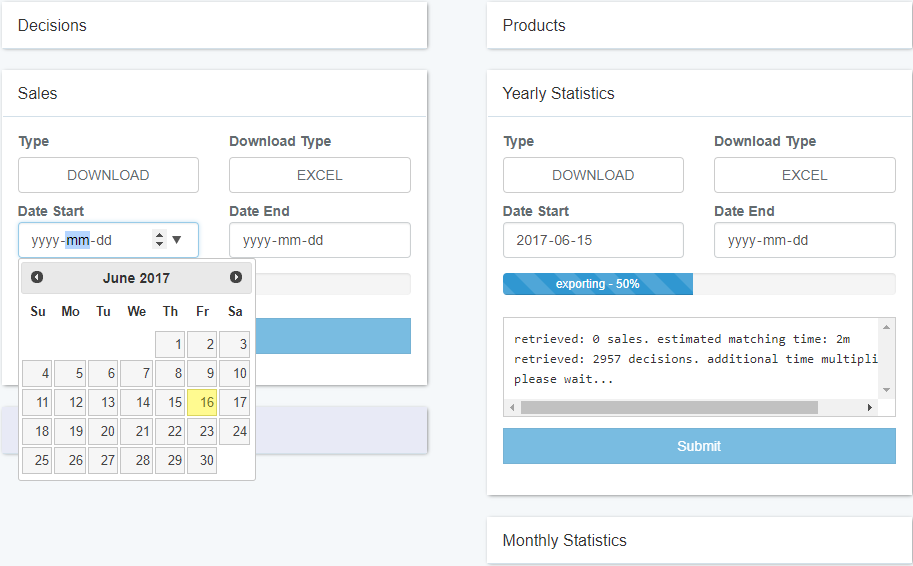 Decisions
Sales
Type
Download Type
DOWNLOAD
EXCEL
Date Start
Date End
yyyy-mm-dd
yyyy-mm-dd
June 2017
Su Mo Tu We Th Fr Sa
1 2 3
4 5 6 7 8 9 10
11 12 13 14 15 16 17
18 19 20 21 22 23 24
25 26 27 28 29 30
Products
Yearly Statistics
Type
Download Type
DOWNLOAD
EXCEL
Date Start
Date End
2017-06-15
yyyy-mm-dd
exporting - 50%
retrieved: 0 sales. estimated matching time: 2m
retrieved: 2957 decisions. additional time multipli
please wait...
Submit
Monthly Statistics